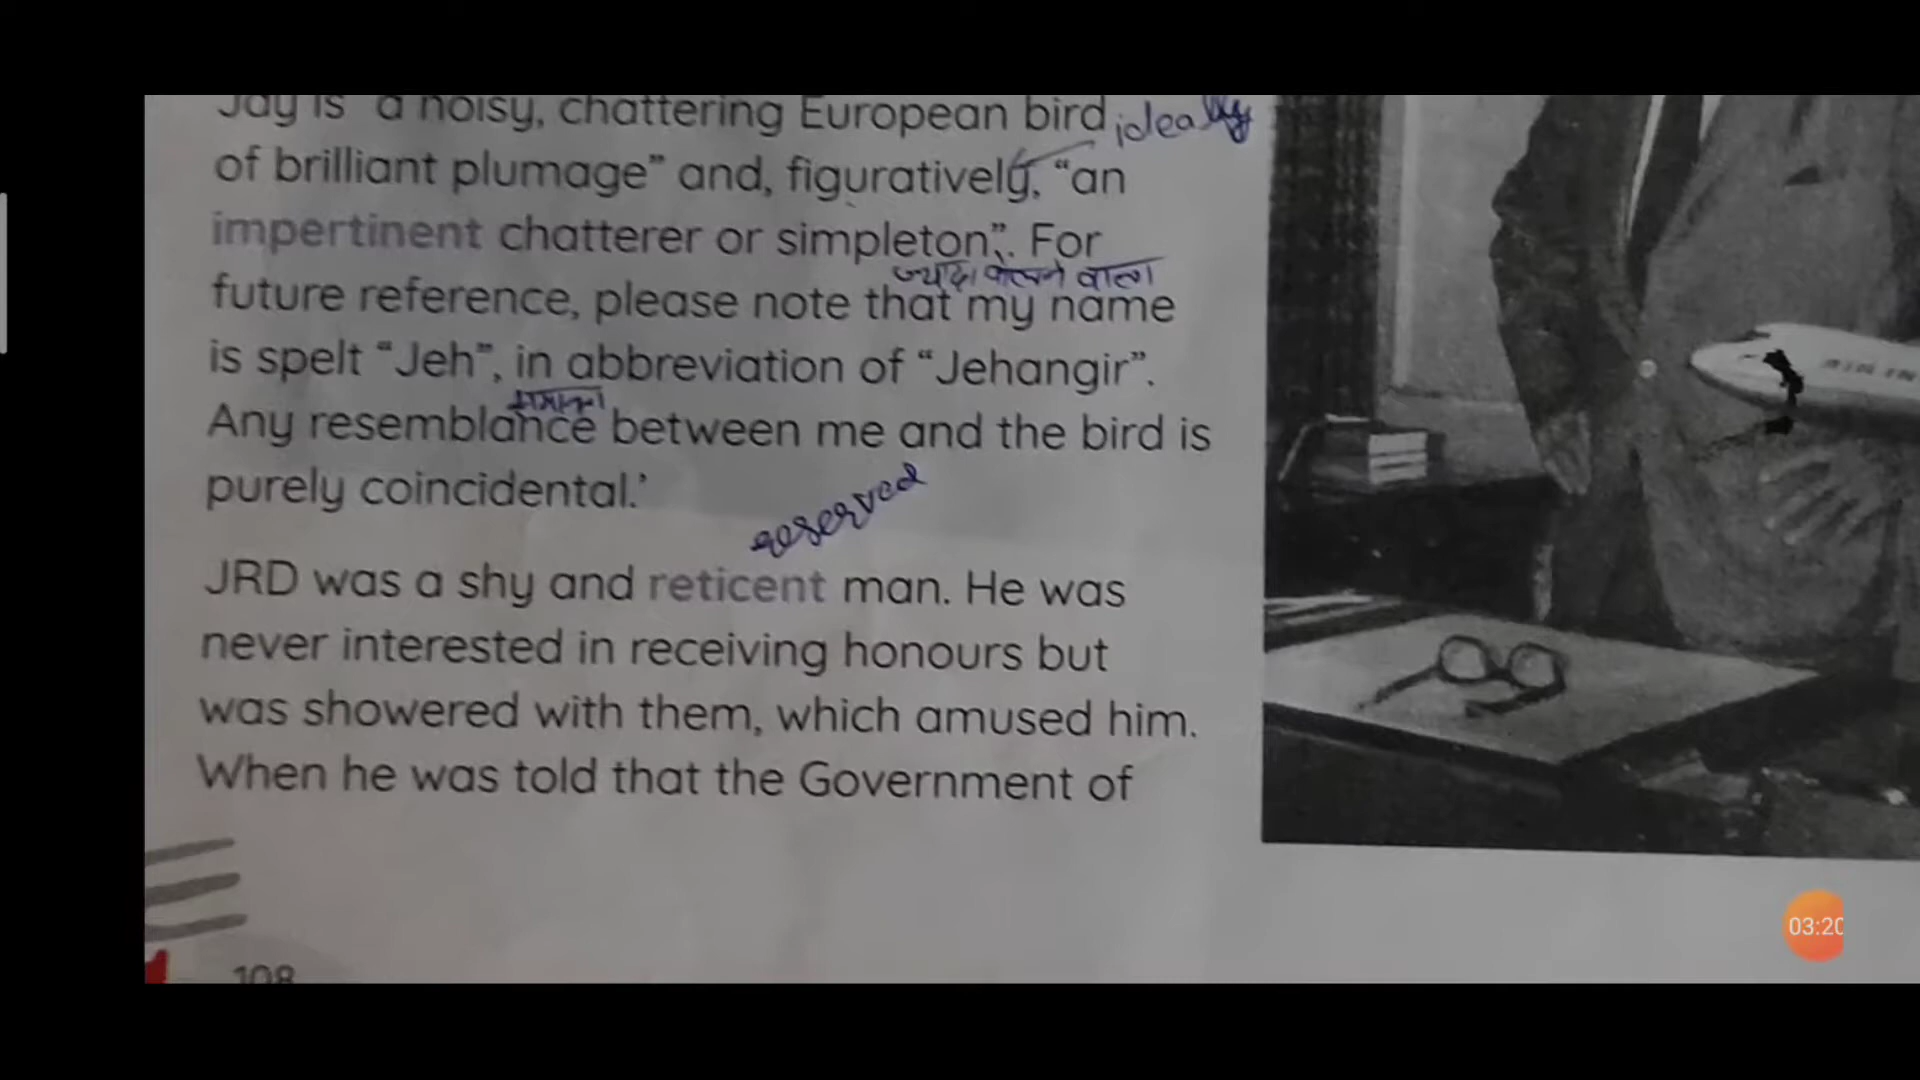 Jay is “a noisy, chattering European bird
ideally
of brilliant plumage” and, figuratively, “an
impertinent chatterer or simpleton”. For
ज्यादा बोलने वाला
future reference, please note that my name
is spelt “Jeh”, in abbreviation of “Jehangir”.
Any resemblance between me and the bird is
purely coincidental.’
reserved
JRD was a shy and reticent man. He was
never interested in receiving honours but
was showered with them, which amused him.
When he was told that the Government of
108
03:20